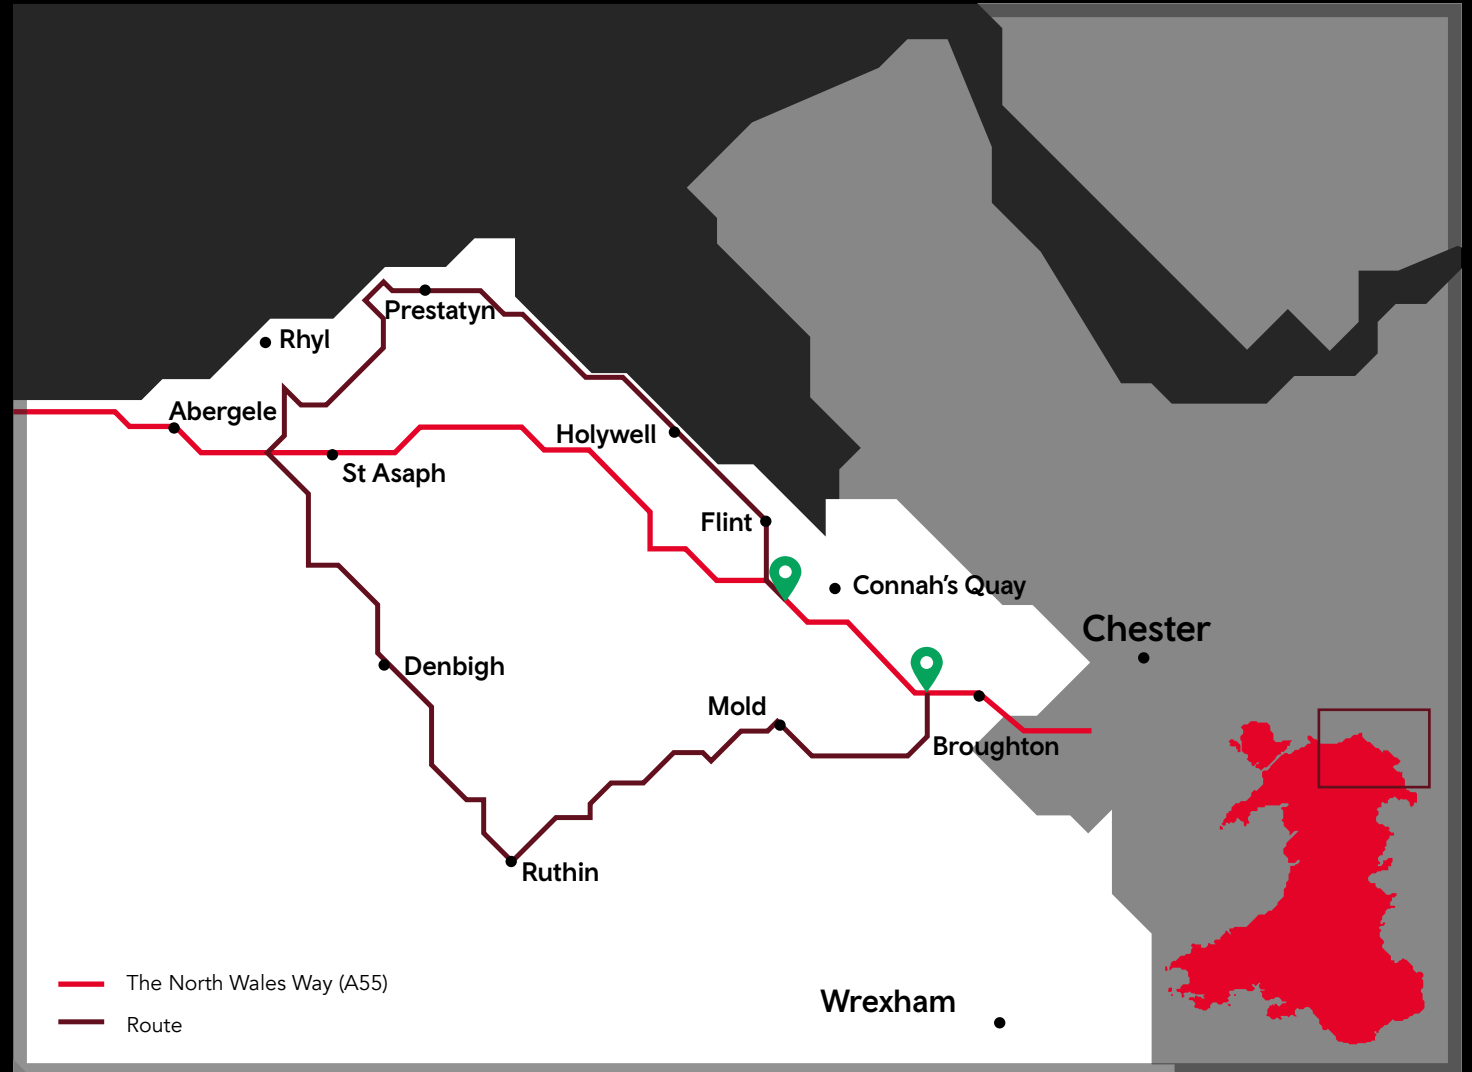 Prestatyn
Rhyl
Abergele
Holywell
St Asaph
Flint
Connah’s Quay
Chester
Denbigh
Mold
Broughton
Ruthin
The North Wales Way (A55)
Wrexham
Route